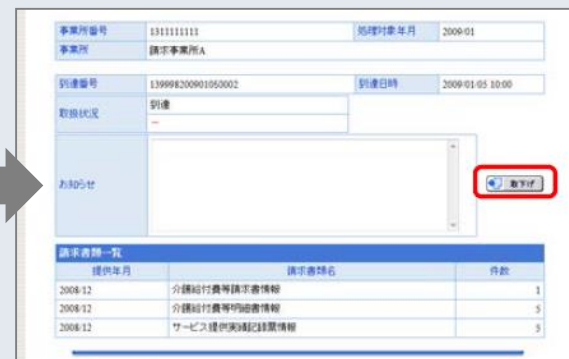 事業所番号 1311111111 処理対象年月 2009/01
事業所 請求事業所A
到達番号 139998200901050002 到達日時 2009/01/05 10:00
取扱状況 到達
―
お知らせ
取下げ
請求書類一覧
提供年月 請求書類名 件数
2008/12 介護給付費等請求書情報 1
2008/12 介護給付費等明細書情報 5
2008/12 サービス提供実績記録票情報 3